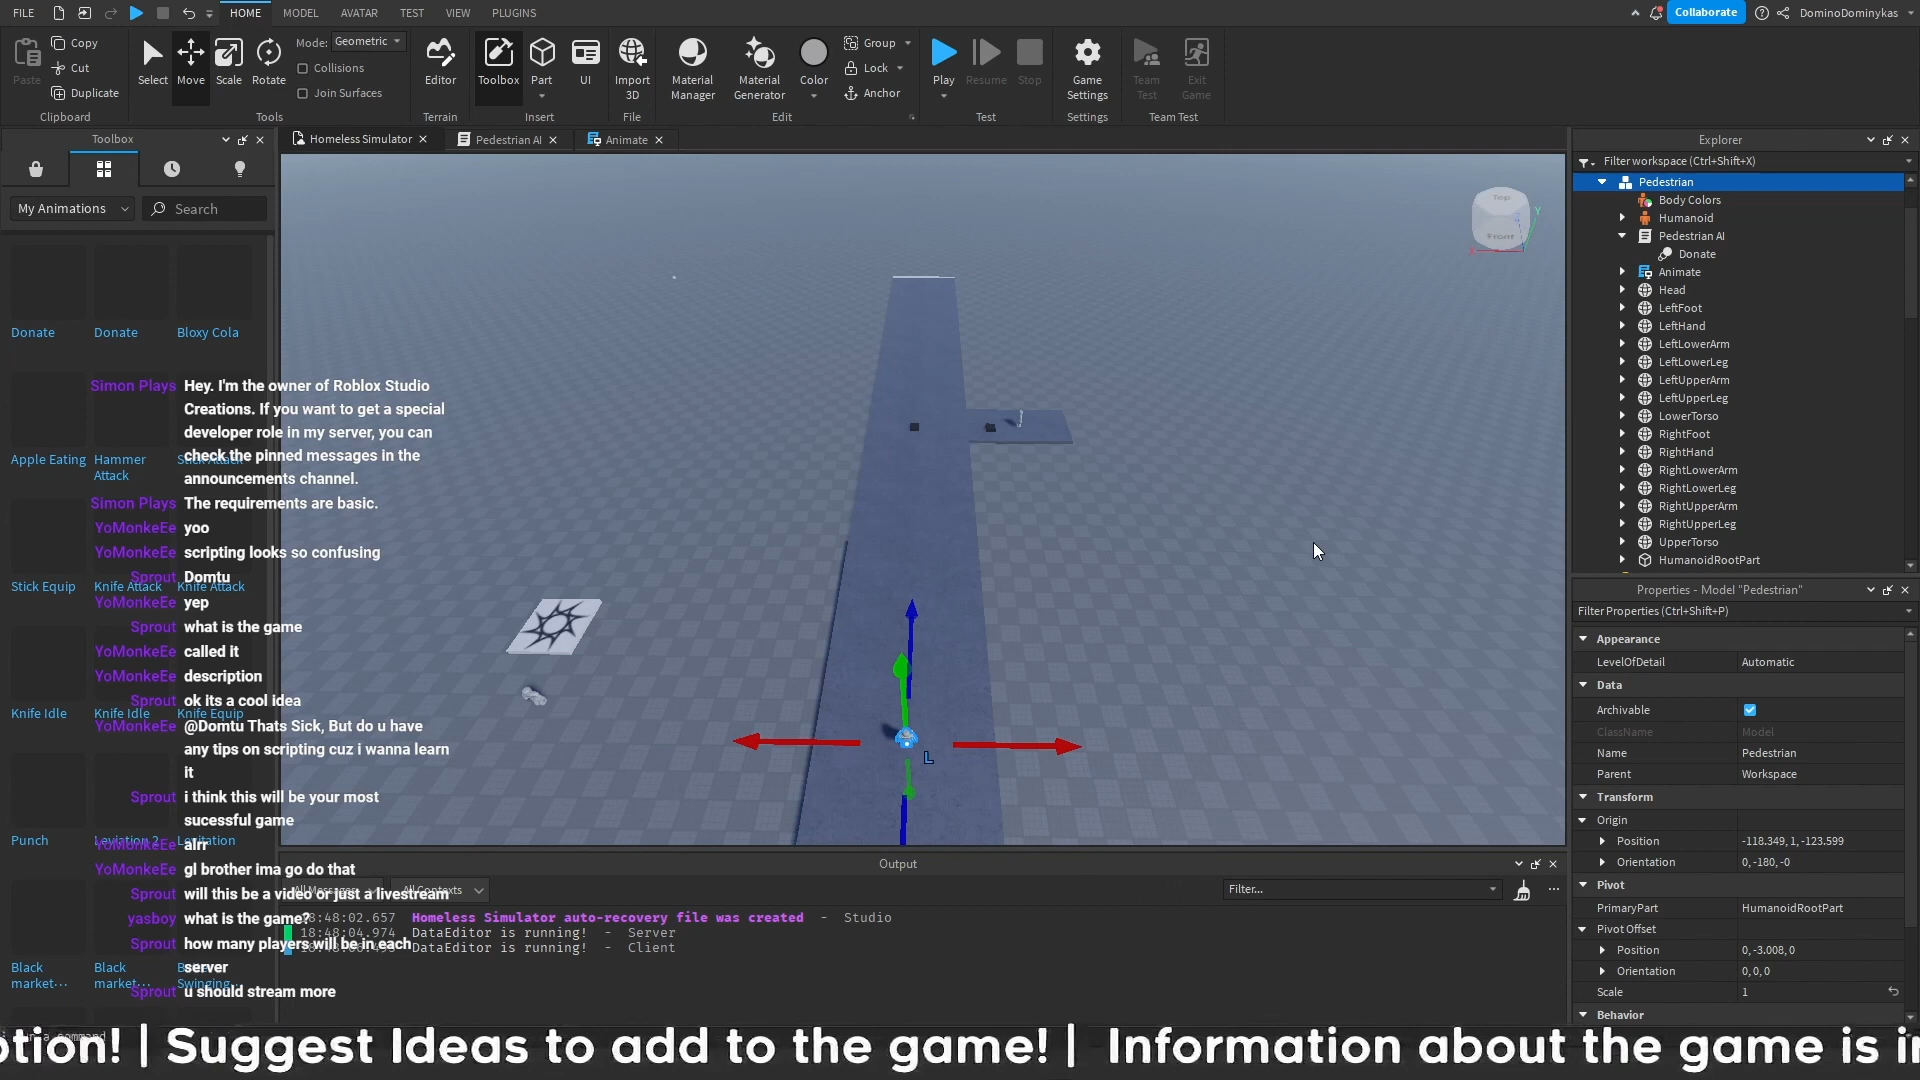 FILE HOME MODEL AVATAR TEST VIEW PLUGINS Collaborate DominoDominykas
Paste Copy Cut Duplicate
Clipboard
Select Move Scale Rotate
Mode: Geometric
Collisions
Join Surfaces
Tools
Editor
Terrain
Toolbox Part UI
Insert
Import 3D
File
Material Manager Material Generator Color
Group
Lock
Anchor
Edit
Play Resume Stop
Test
Game Settings
Settings
Team Test Exit Game
Team Test
Toolbox
My Animations Search
Donate Donate Bloxy Cola
Apple Eating Hammer Attack Stick Attack
Stick Equip Knife Attack Knife Attack
Knife Idle Knife Idle Knife Equip
Punch Leviation 2 Levitation
Black market... Black market...
Swinging
Homeless Simulator Pedestrian AI Animate
Top
Front
X
Y
L
Simon Plays Hey. I'm the owner of Roblox Studio
Creations. If you want to get a special
developer role in my server, you can
check the pinned messages in the
announcements channel.
Simon Plays The requirements are basic.
YoMonkeEe yoo
YoMonkeEe scripting looks so confusing
Sprout Domtu
YoMonkeEe yep
Sprout what is the game
YoMonkeEe called it
YoMonkeEe description
Sprout ok its a cool idea
YoMonkeEe @Domtu Thats Sick, But do u have
any tips on scripting cuz i wanna learn
it
Sprout i think this will be your most
sucessful game
YoMonkeEe airr
YoMonkeEe gl brother ima go do that
Sprout will this be a video or just a livestream
yasboy what is the game?
Sprout how many players will be in each
server
Sprout u should stream more
Output
All Messages All Contexts Filter...
18:48:02.657 Homeless Simulator auto-recovery file was created - Studio
18:48:04.974 DataEditor is running! - Server
DataEditor is running! - Client
Explorer
Filter workspace (Ctrl+Shift+X)
Pedestrian
Body Colors
Humanoid
Pedestrian AI
Donate
Animate
Head
LeftFoot
LeftHand
LeftLowerArm
LeftLowerLeg
LeftUpperArm
LeftUpperLeg
LowerTorso
RightFoot
RightHand
RightLowerArm
RightLowerLeg
RightUpperArm
RightUpperLeg
UpperTorso
HumanoidRootPart
Properties - Model "Pedestrian"
Filter Properties (Ctrl+Shift+P)
Appearance
LevelOfDetail Automatic
Data
Archivable
ClassName Model
Name Pedestrian
Parent Workspace
Transform
Origin
Position -118.349, 1, -123.599
Orientation 0, -180, -0
Pivot
PrimaryPart HumanoidRootPart
Pivot Offset
Position 0, -3.008, 0
Orientation 0, 0, 0
Scale 1
Behavior
ption! | Suggest Ideas to add to the game! | Information about the game is in